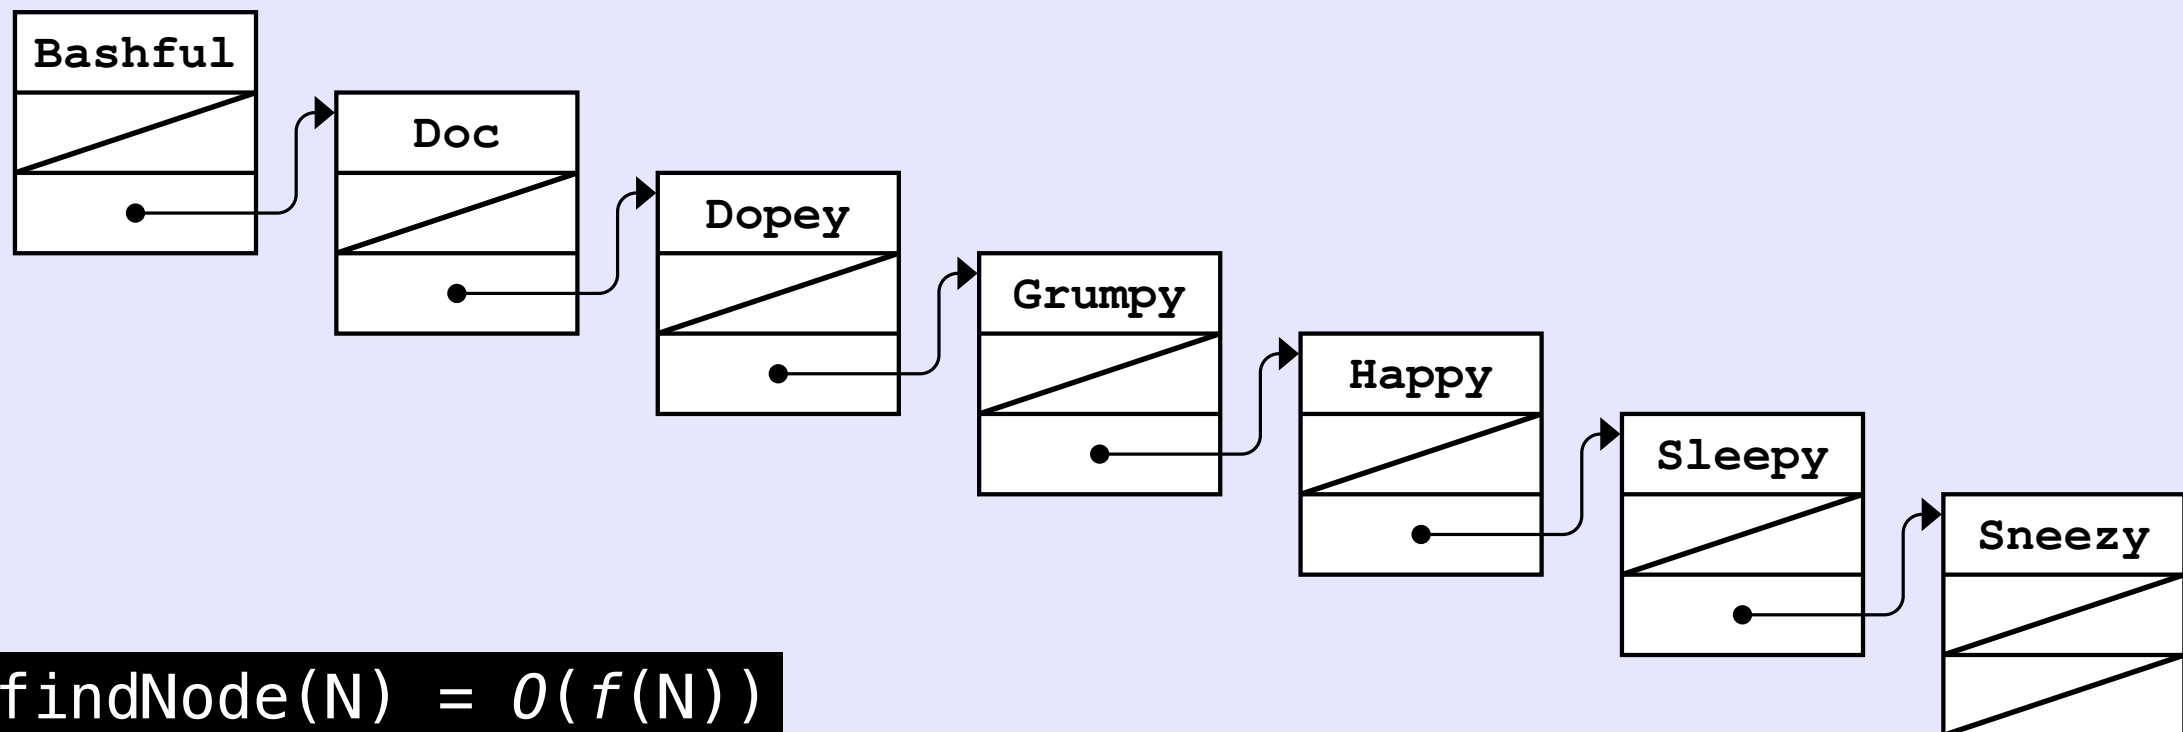 Bashful
Doc
Dopey
Grumpy
Happy
Sleepy
Sneezy
findNode(N) = O(f(N))